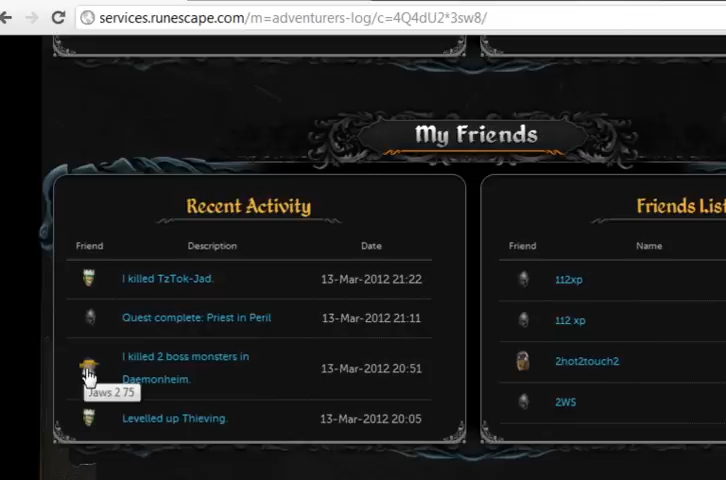 services.runescape.com/m=adventurers-log/c=4Q4dU2*3sw8/
My Friends
Recent Activity
Friend Description Date
I killed TzTok-Jad. 13-Mar-2012 21:22
Quest complete: Priest in Peril 13-Mar-2012 21:11
I killed 2 boss monsters in
Daemonheim. 13-Mar-2012 20:51
Jaws 2 75
Levelled up Thieving. 13-Mar-2012 20:05
Friends List
Friend Name
112xp
112 xp
2hot2touch2
2WS